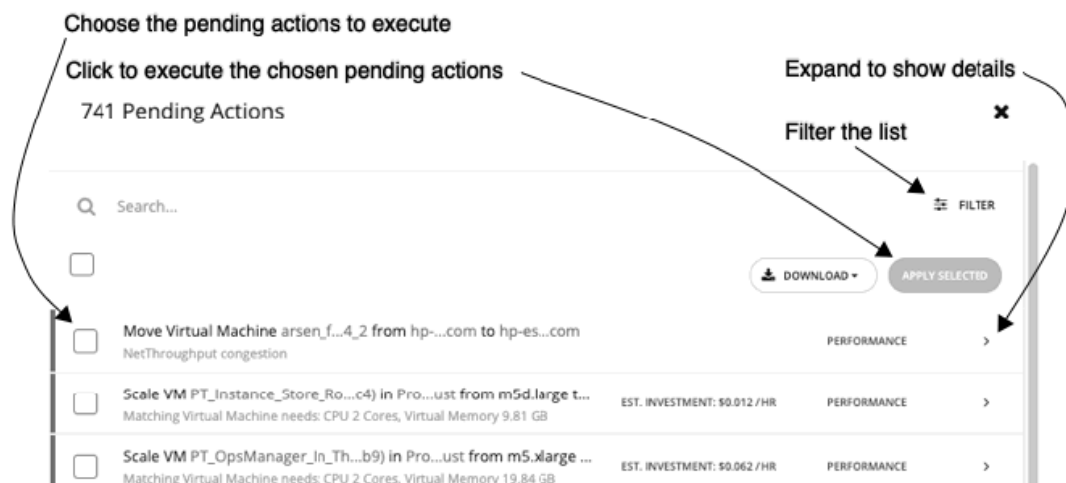 Choose the pending actions to execute
Click to execute the chosen pending actions
Expand to show details
741 Pending Actions
Filter the list
Search...
FILTER
DOWNLOAD
APPLY SELECTED
Move Virtual Machine arsen_f...4_2 from hp-...com to hp-es...com
NetThroughput congestion
PERFORMANCE
Scale VM PT_Instance_Store_Ro...c4) in Pro...ust from m5d.large t...
Matching Virtual Machine needs: CPU 2 Cores, Virtual Memory 9.81 GB
EST. INVESTMENT: $0.012 /HR
PERFORMANCE
Scale VM PT_OpsManager_In_Th...b9) in Pro...ust from m5.xlarge ...
Matching Virtual Machine needs: CPU 2 Cores, Virtual Memory 19.84 GB
EST. INVESTMENT: $0.062 /HR
PERFORMANCE